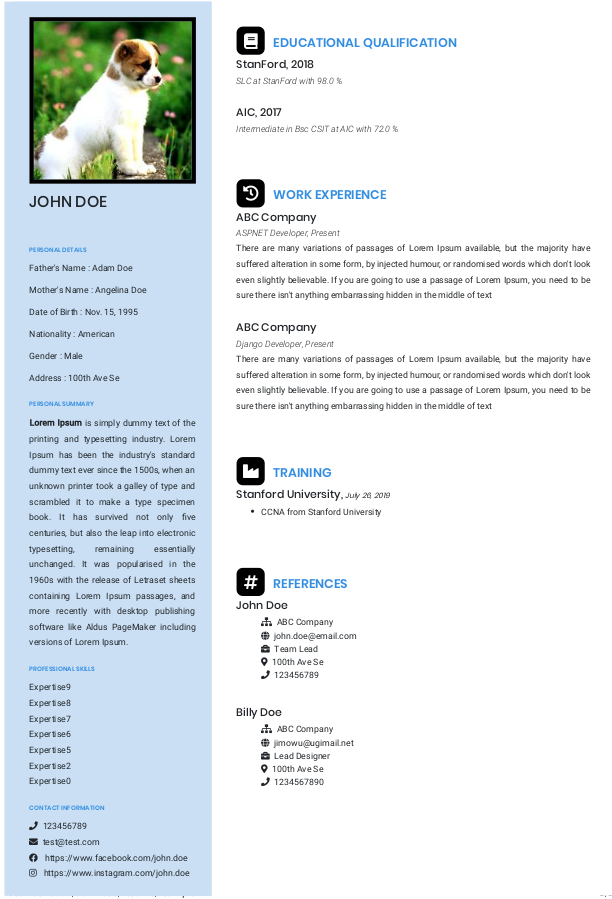 JOHN DOE
PERSONAL DETAILS
Father's Name : Adam Doe
Mother's Name : Angelina Doe
Date of Birth : Nov. 15, 1995
Nationality : American
Gender : Male
Address : 100th Ave Se
PERSONAL SUMMARY
Lorem Ipsum is simply dummy text of the
printing and typesetting industry. Lorem
Ipsum has been the industry's standard
dummy text ever since the 1500s, when an
unknown printer took a galley of type and
scrambled it to make a type specimen
book. It has survived not only five
centuries, but also the leap into electronic
typesetting, remaining essentially
unchanged. It was popularised in the
1960s with the release of Letraset sheets
containing Lorem Ipsum passages, and
more recently with desktop publishing
software like Aldus PageMaker including
versions of Lorem Ipsum.
PROFESSIONAL SKILLS
Expertise9
Expertise8
Expertise7
Expertise6
Expertise5
Expertise2
Expertise0
CONTACT INFORMATION
123456789
test@test.com
https://www.facebook.com/john.doe
https://www.instagram.com/john.doe
EDUCATIONAL QUALIFICATION
StanFord, 2018
SLC at StanFord with 98.0 %
AIC, 2017
Intermediate in Bsc CSIT at AIC with 72.0 %
WORK EXPERIENCE
ABC Company
ASPNET Developer, Present
There are many variations of passages of Lorem Ipsum available, but the majority have
suffered alteration in some form, by injected humour, or randomised words which don't look
even slightly believable. If you are going to use a passage of Lorem Ipsum, you need to be
sure there isn't anything embarrassing hidden in the middle of text
ABC Company
Django Developer, Present
There are many variations of passages of Lorem Ipsum available, but the majority have
suffered alteration in some form, by injected humour, or randomised words which don't look
even slightly believable. If you are going to use a passage of Lorem Ipsum, you need to be
sure there isn't anything embarrassing hidden in the middle of text
TRAINING
Stanford University, July 26, 2019
• CCNA from Stanford University
# REFERENCES
John Doe
ABC Company
john.doe@email.com
Team Lead
100th Ave Se
123456789
Billy Doe
ABC Company
jimowu@ugimail.net
Lead Designer
100th Ave Se
1234567890